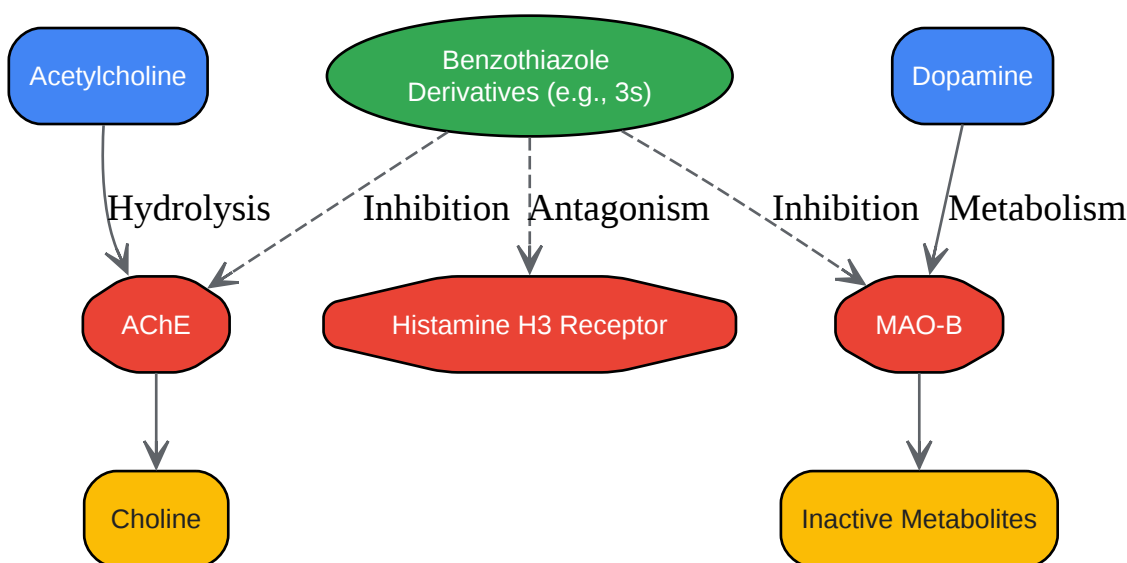 Acetylcholine
Benzothiazole
Derivatives (e.g., 3s)
Dopamine
Hydrolysis
Inhibition
Antagonism
Inhibition
Metabolism
AChE
Histamine H3 Receptor
MAO-B
Choline
Inactive Metabolites